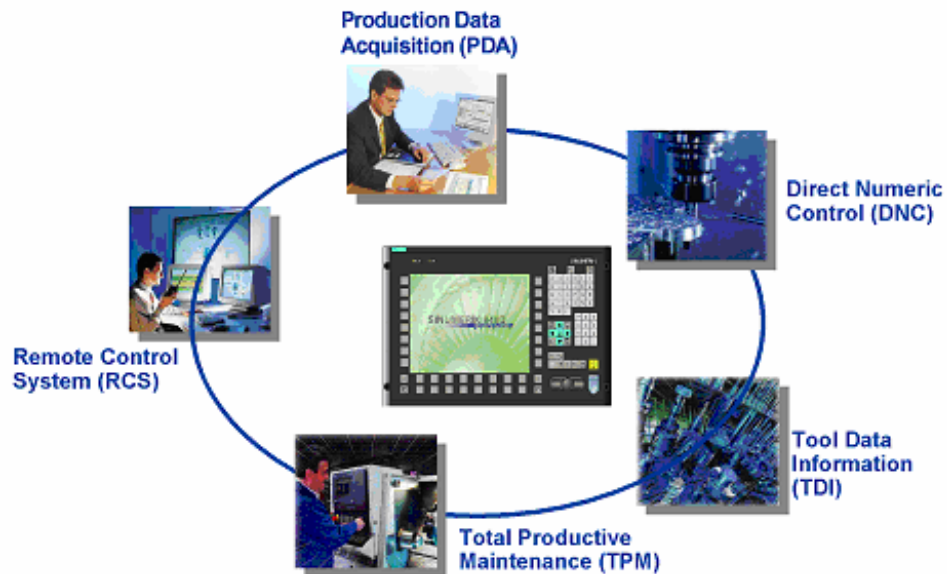 Production Data
Acquisition (PDA)
Direct Numeric
Control (DNC)
Remote Control
System (RCS)
Tool Data
Information
(TDI)
Total Productive
Maintenance (TPM)